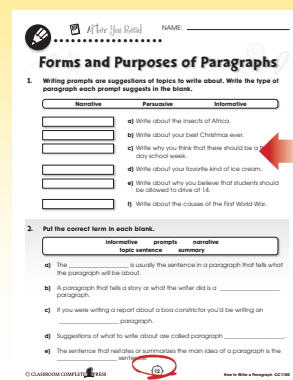 After You Read
NAME:
Forms and Purposes of Paragraphs
1. Writing prompts are suggestions of topics to write about. Write the type of
paragraph each prompt suggests in the blank.
Narrative Persuasive Informative
a) Write about the insects of Africa.
b) Write about your best Christmas ever.
c) Write why you think that there should be a
day school week.
d) Write about your favorite kind of ice cream.
e) Write about why you believe that students should
be allowed to drive at 14.
f) Write about the causes of the First World War.
2. Put the correct term in each blank.
informative prompts narrative
topic sentence summary
a) The is usually the sentence in a paragraph that tells what
the paragraph will be about.
b) A paragraph that tells a story or what the writer did is a
paragraph.
c) If you were writing a report about a boa constrictor you'd be writing an
paragraph.
d) Suggestions of what to write about are called paragraph .
e) The sentence that restates or summarizes the main idea of a paragraph is the
sentence.
© CLASSROOM COMPLETE PRESS 12 How to Write a Paragraph CC1100